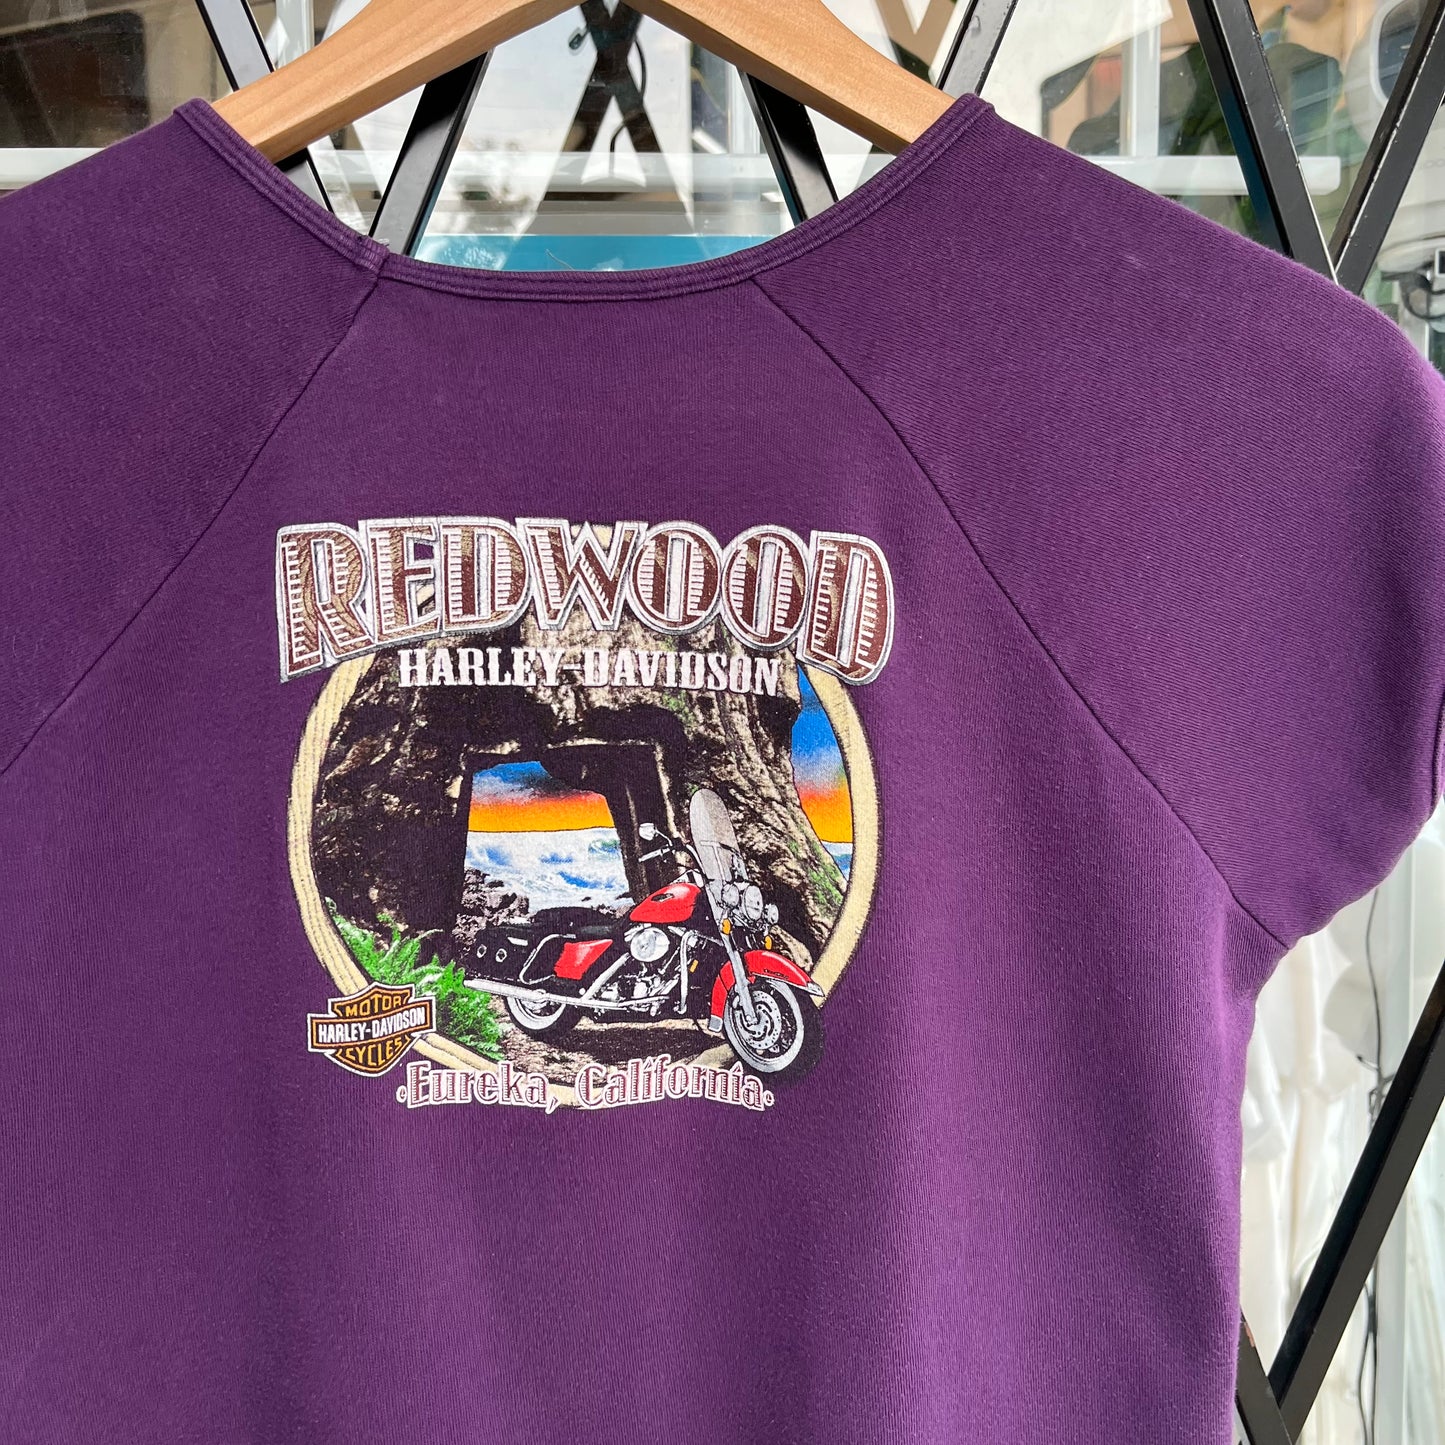 REDWOOD
HARLEY-DAVIDSON
MOTOR
HARLEY-DAVIDSON
CYCLES
Eureka, California